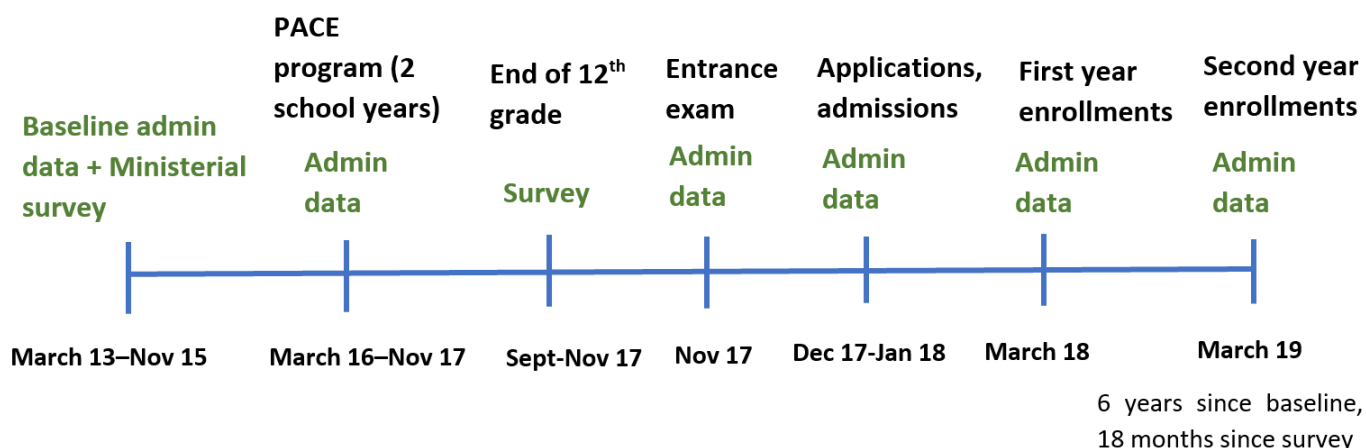 PACE
program (2
school years)
End of 12th
grade
Entrance
exam
Applications,
admissions
First year
enrollments
Second year
enrollments
Baseline admin
data + Ministerial
survey
Admin
data
Survey
Admin
data
Admin
data
Admin
data
Admin
data
March 13–Nov 15
March 16–Nov 17
Sept-Nov 17
Nov 17
Dec 17-Jan 18
March 18
March 19
6 years since baseline,
18 months since survey